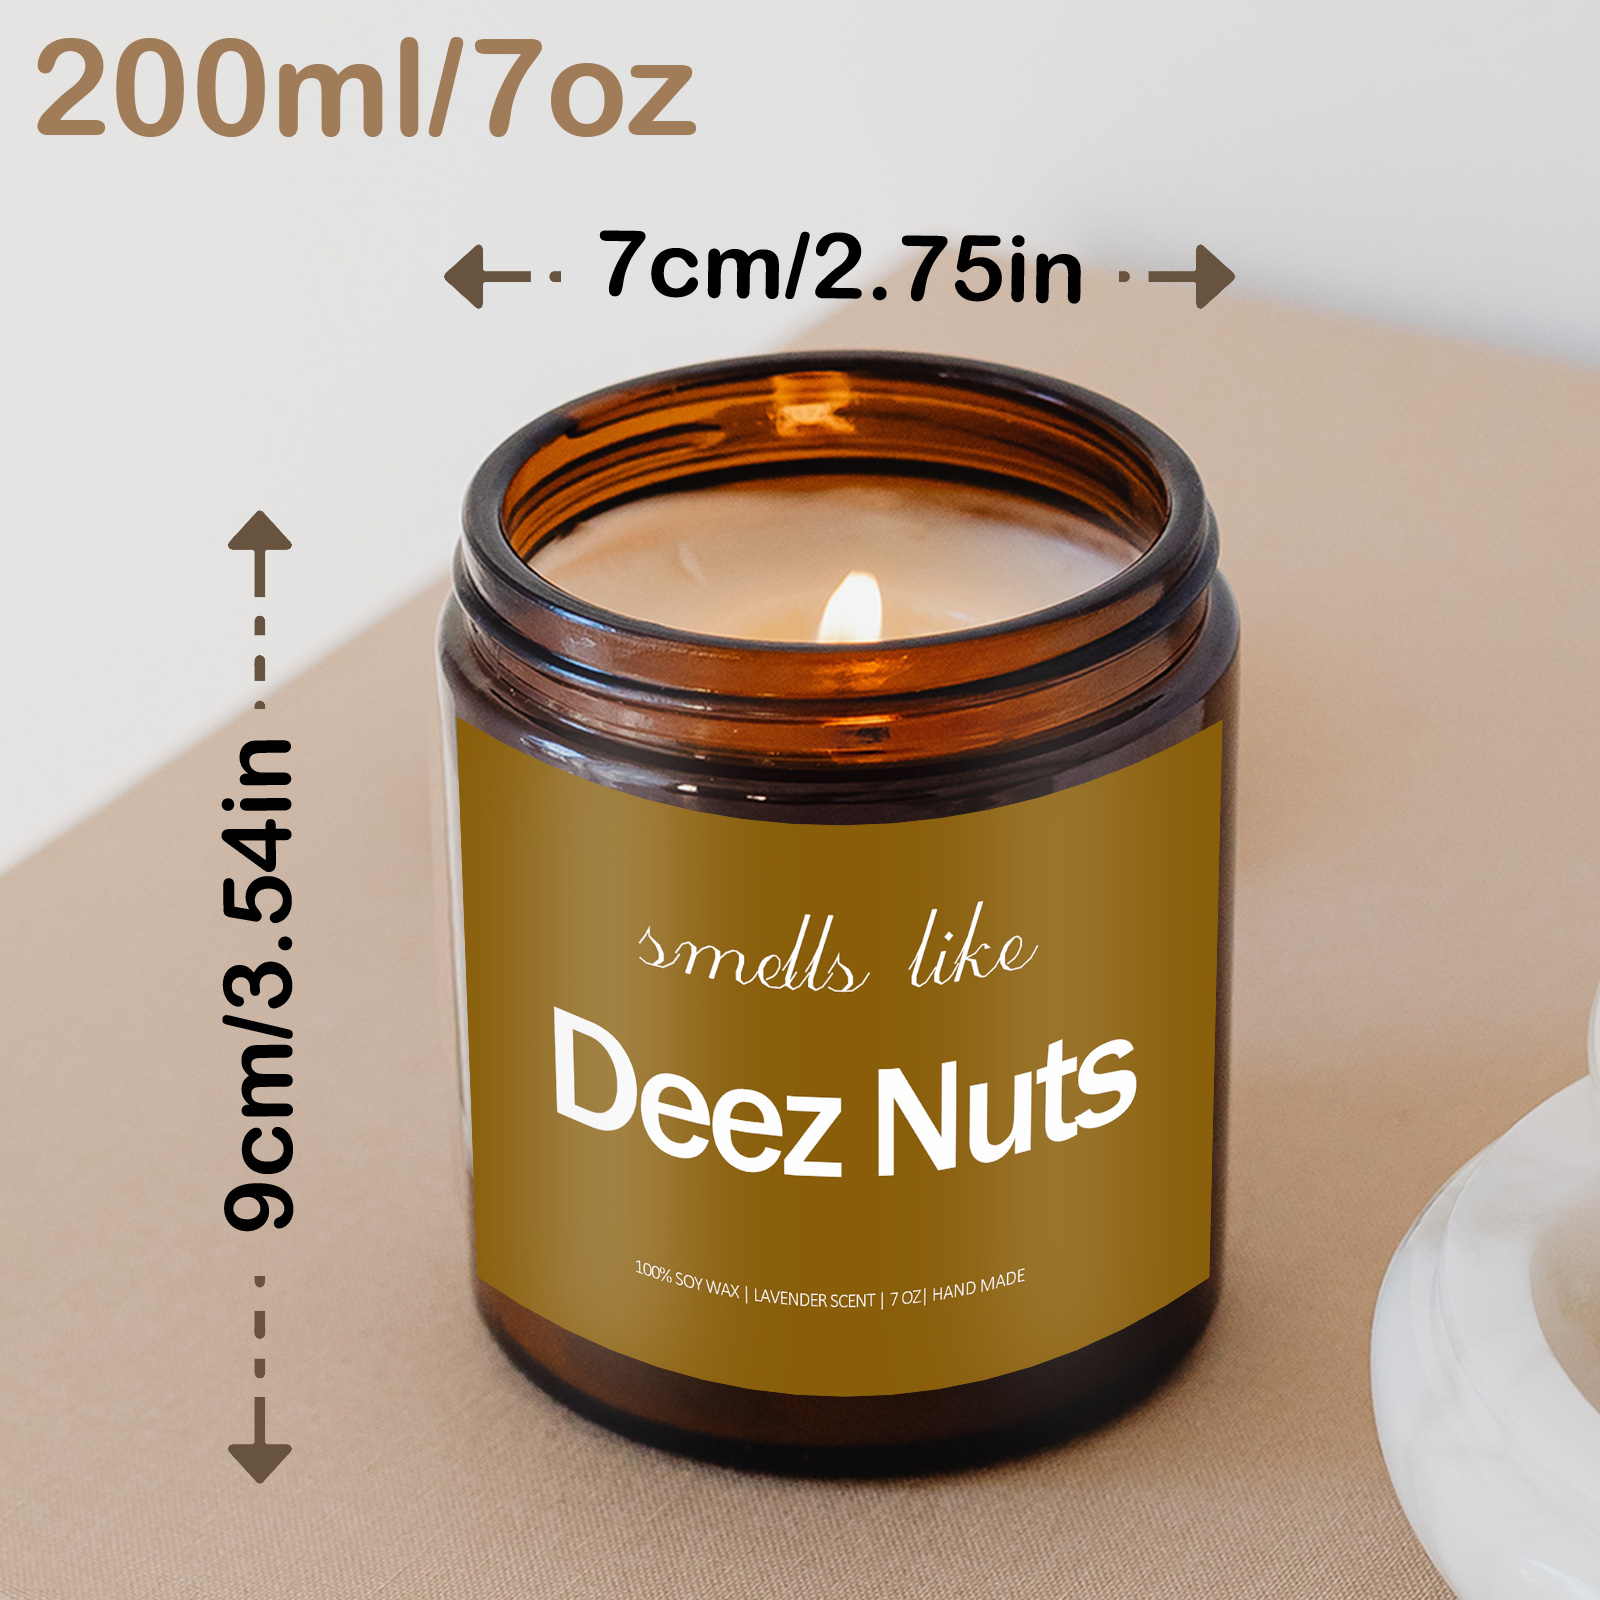 200ml/7oz
7cm/2.75in
9cm/3.54in
smells like
Deez Nuts
100% SOY WAX | LAVENDER SCENT | 7 OZ| HAND MADE